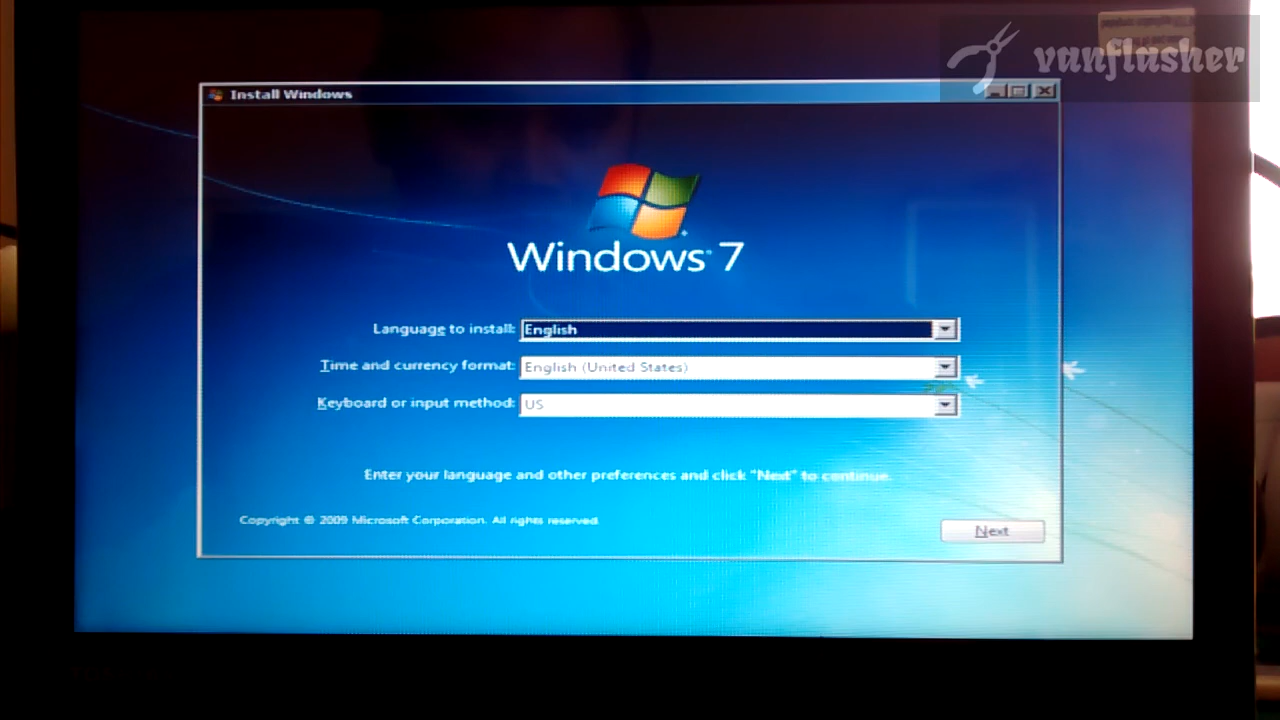 vanflasher
Install Windows
Windows 7
Language to install: English
Time and currency format: English (United States)
Keyboard or input method: US
Enter your language and other preferences and click "Next" to continue.
Copyright © 2009 Microsoft Corporation. All rights reserved.
Next